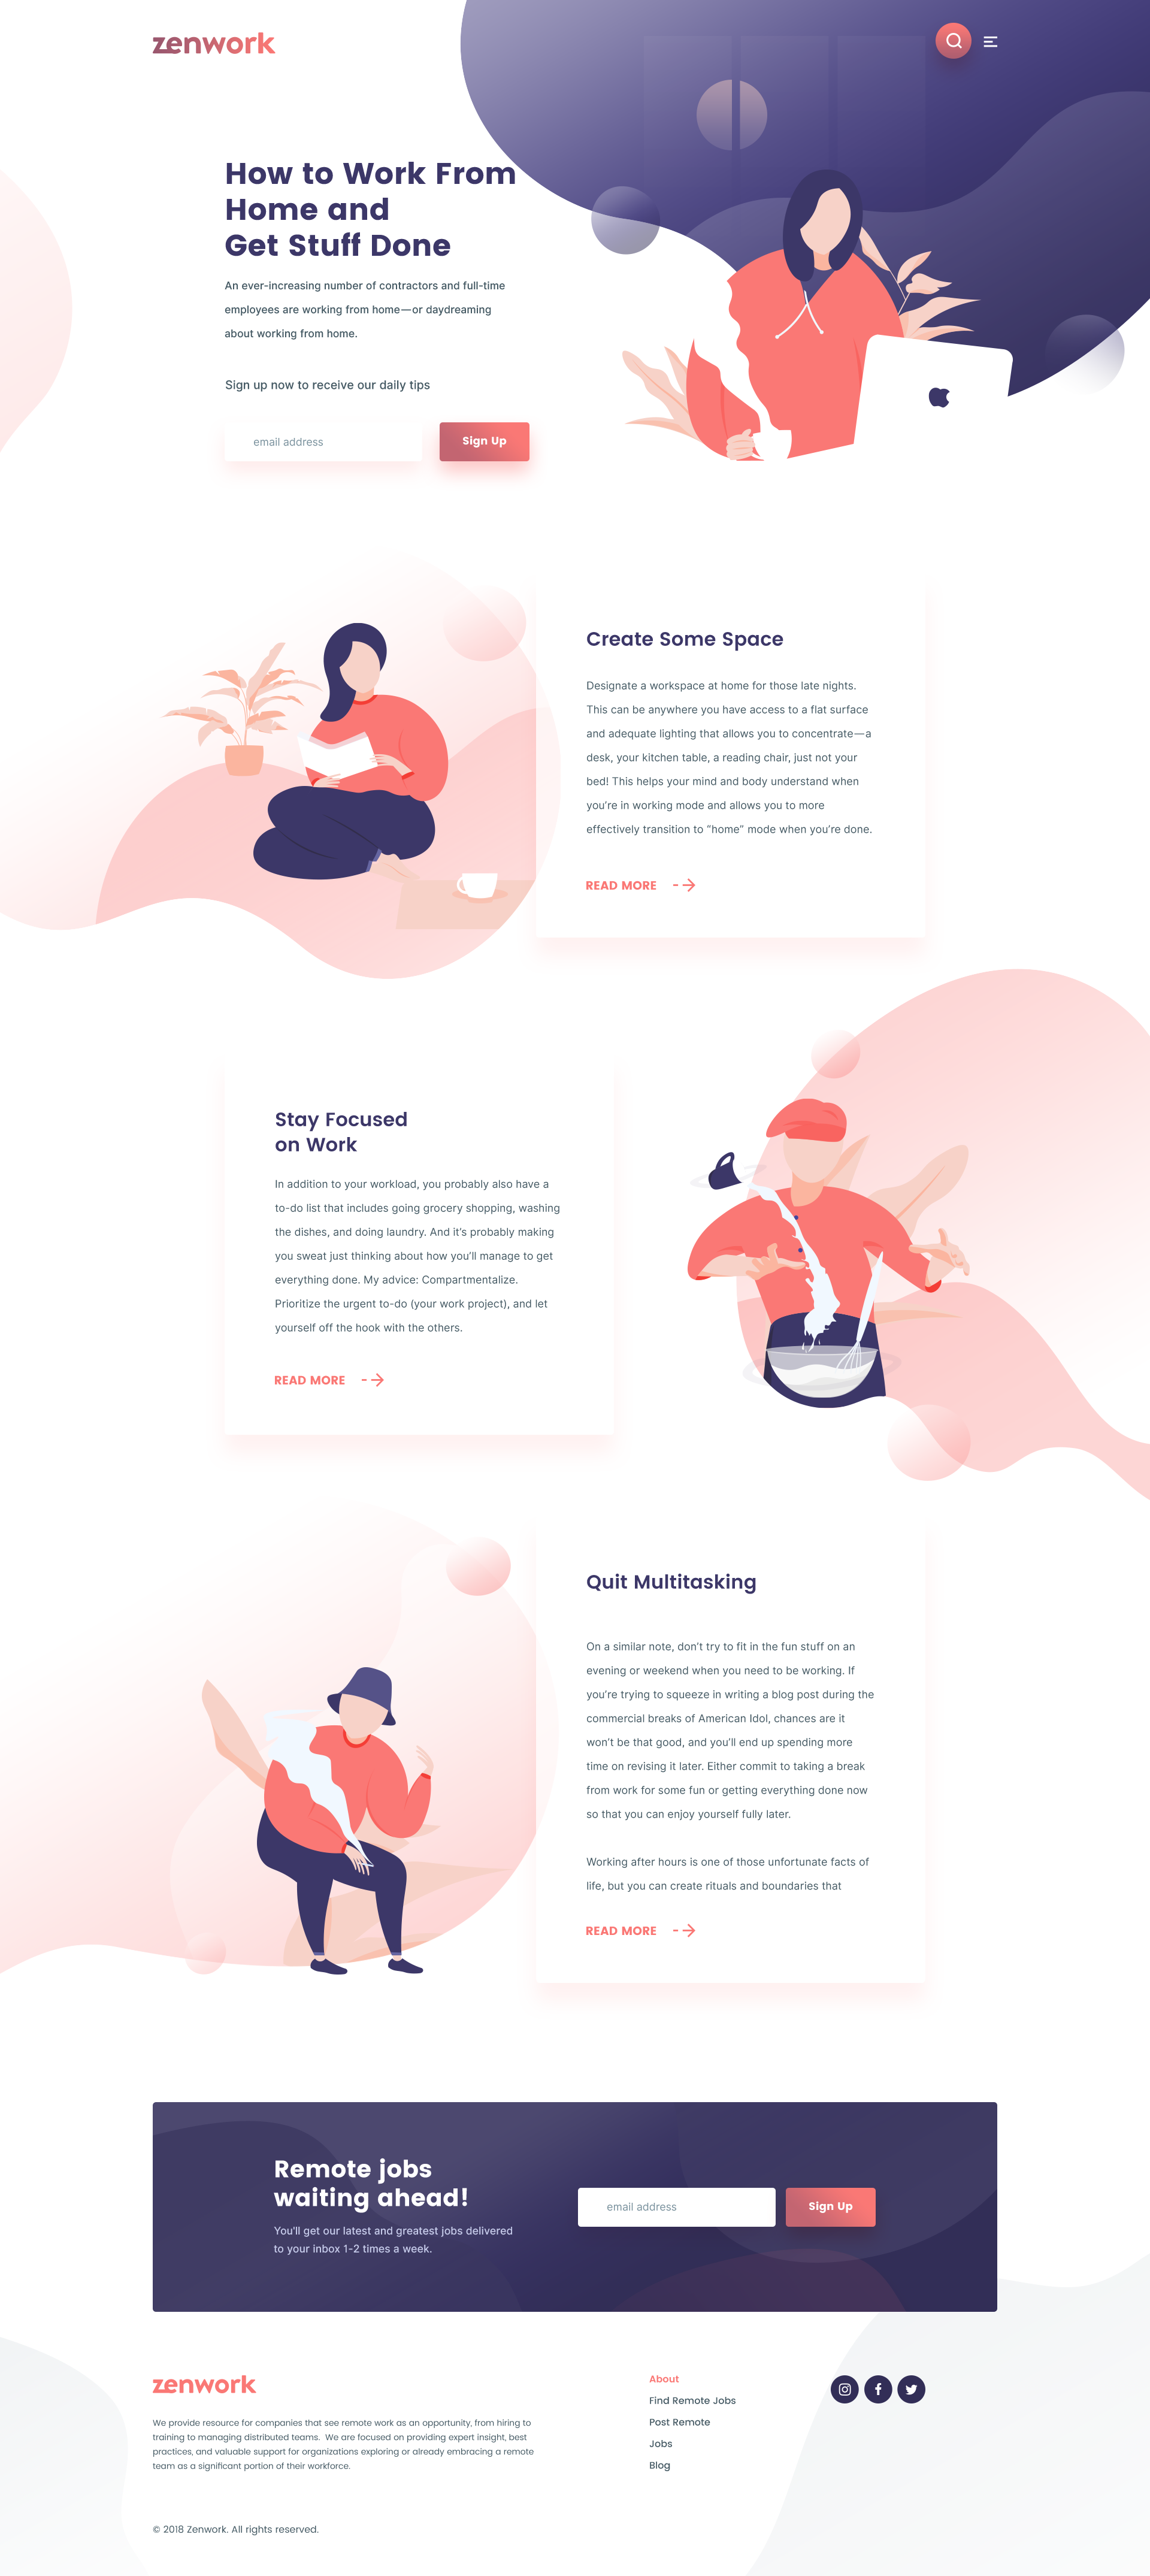 zenwork
How to Work From
Home and
Get Stuff Done
An ever-increasing number of contractors and full-time
employees are working from home — or daydreaming
about working from home.
Sign up now to receive our daily tips
email address
Sign Up
Create Some Space
Designate a workspace at home for those late nights.
This can be anywhere you have access to a flat surface
and adequate lighting that allows you to concentrate — a
desk, your kitchen table, a reading chair, just not your
bed! This helps your mind and body understand when
you're in working mode and allows you to more
effectively transition to "home" mode when you're done.
READ MORE
Stay Focused
on Work
In addition to your workload, you probably also have a
to-do list that includes going grocery shopping, washing
the dishes, and doing laundry. And it's probably making
you sweat just thinking about how you'll manage to get
everything done. My advice: Compartmentalize.
Prioritize the urgent to-do (your work project), and let
yourself off the hook with the others.
READ MORE
Quit Multitasking
On a similar note, don't try to fit in the fun stuff on an
evening or weekend when you need to be working. If
you're trying to squeeze in writing a blog post during the
commercial breaks of American Idol, chances are it
won't be that good, and you'll end up spending more
time on revising it later. Either commit to taking a break
from work for some fun or getting everything done now
so that you can enjoy yourself fully later.
Working after hours is one of those unfortunate facts of
life, but you can create rituals and boundaries that
READ MORE
Remote jobs
waiting ahead!
You'll get our latest and greatest jobs delivered
to your inbox 1-2 times a week.
email address
Sign Up
zenwork
We provide resource for companies that see remote work as an opportunity, from hiring to
training to managing distributed teams. We are focused on providing expert insight, best
practices, and valuable support for organizations exploring or already embracing a remote
team as a significant portion of their workforce.
About
Find Remote Jobs
Post Remote
Jobs
Blog
© 2018 Zenwork. All rights reserved.